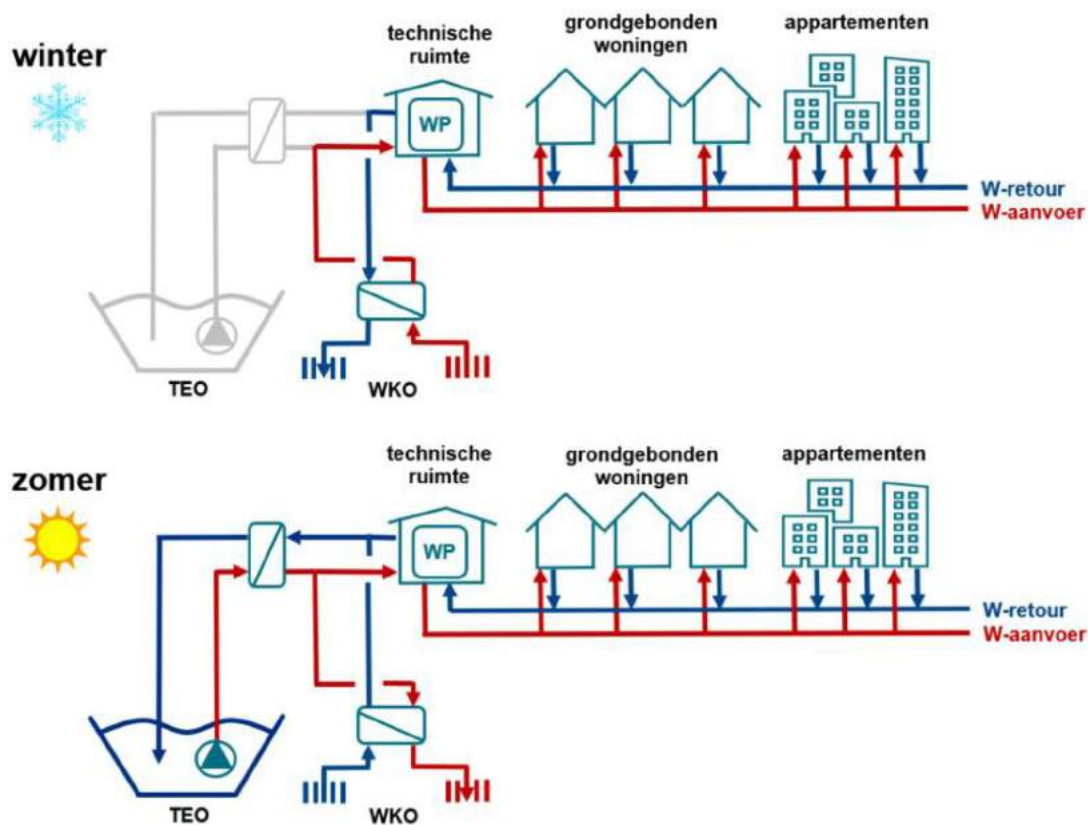 winter
technische
ruimte
grondgebonden
woningen
appartementen
WP
W-retour
W-aanvoer
TEO
WKO
zomer
technische
ruimte
grondgebonden
woningen
appartementen
WP
W-retour
W-aanvoer
TEO
WKO